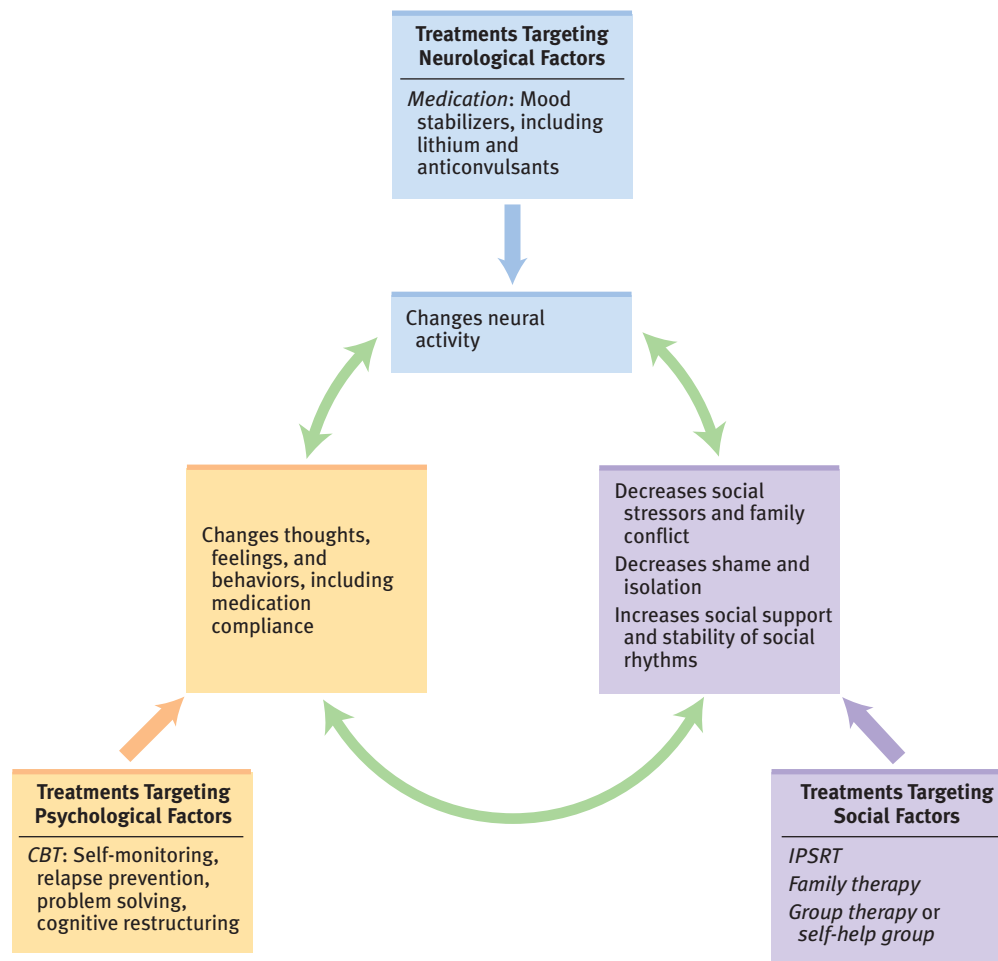 Treatments Targeting
Neurological Factors
Medication: Mood
stabilizers, including
lithium and
anticonvulsants
Changes neural
activity
Changes thoughts,
feelings, and
behaviors, including
medication
compliance
Decreases social
stressors and family
conflict
Decreases shame and
isolation
Increases social support
and stability of social
rhythms
Treatments Targeting
Psychological Factors
CBT: Self-monitoring,
relapse prevention,
problem solving,
cognitive restructuring
Treatments Targeting
Social Factors
IPSRT
Family therapy
Group therapy or
self-help group